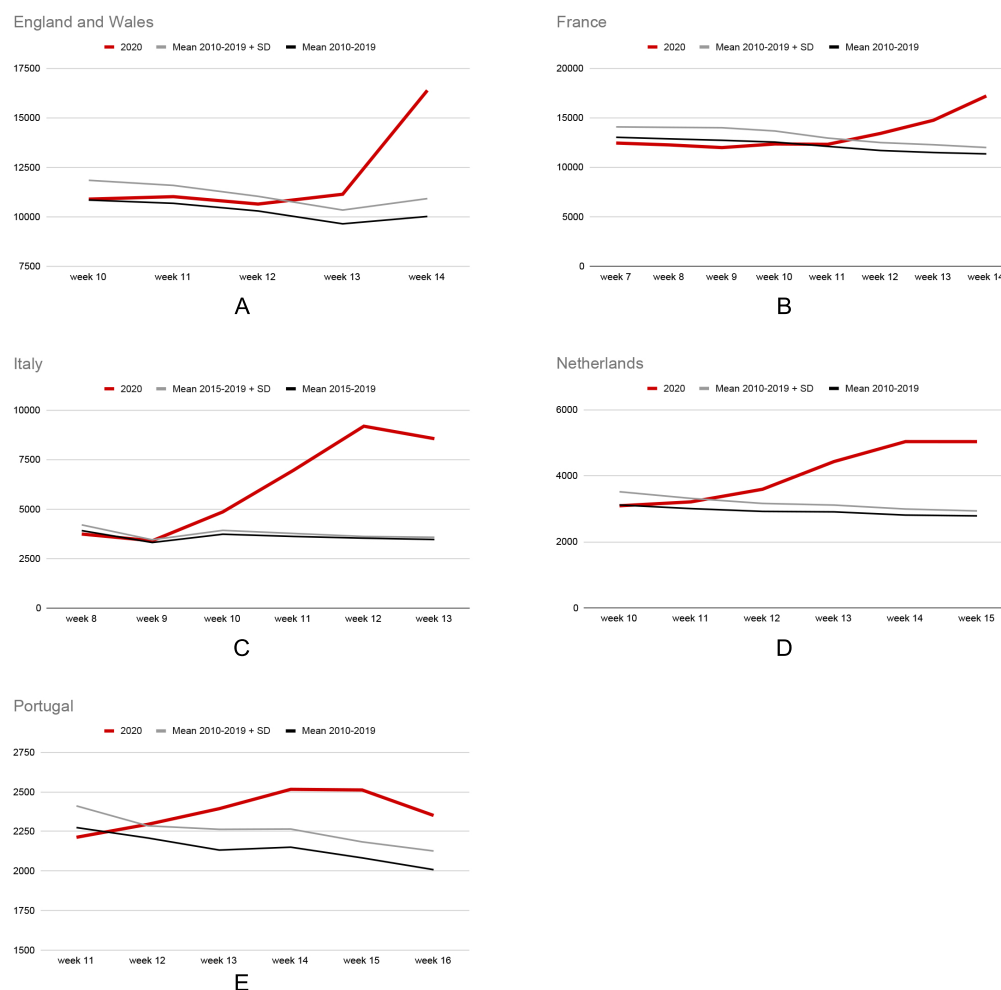 England and Wales
2020 Mean 2010-2019 + SD Mean 2010-2019
17500
15000
12500
10000
7500
week 10 week 11 week 12 week 13 week 14
A
France
2020 Mean 2010-2019 + SD Mean 2010-2019
20000
15000
10000
5000
0
week 7 week 8 week 9 week 10 week 11 week 12 week 13 week 14
B
Italy
2020 Mean 2015-2019 + SD Mean 2015-2019
10000
7500
5000
2500
0
week 8 week 9 week 10 week 11 week 12 week 13
C
Netherlands
2020 Mean 2010-2019 + SD Mean 2010-2019
6000
4000
2000
0
week 10 week 11 week 12 week 13 week 14 week 15
D
Portugal
2020 Mean 2010-2019 + SD Mean 2010-2019
2750
2500
2250
2000
1750
1500
week 11 week 12 week 13 week 14 week 15 week 16
E